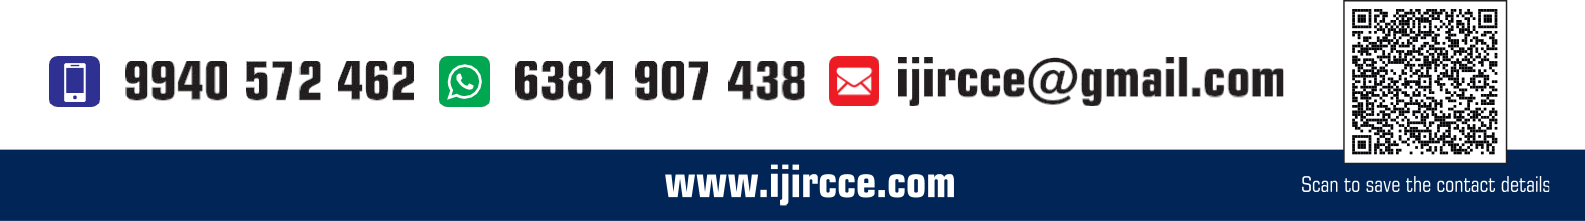 9940 572 462 6381 907 438 ijircce@gmail.com
www.ijircce.com
Scan to save the contact details